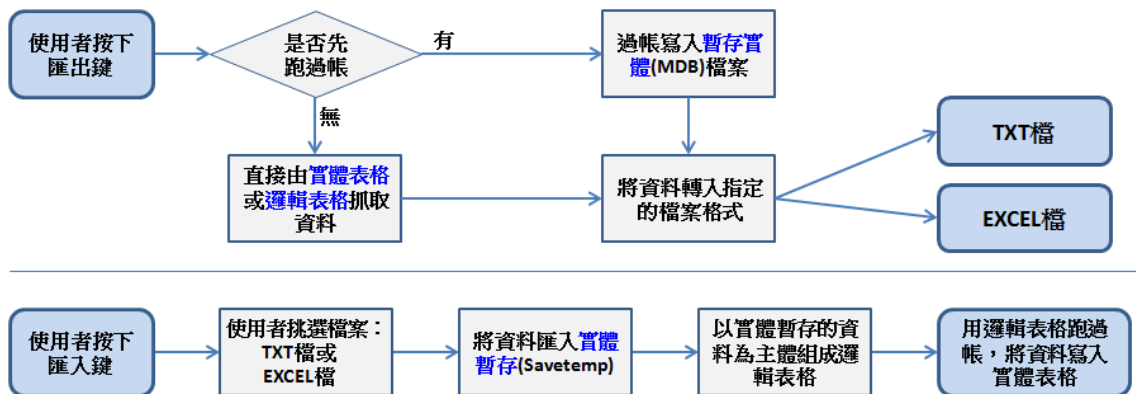 使用者按下
匯出鍵
是否先
跑過帳
有
無
過帳寫入暫存實
體(MDB)檔案
直接由實體表格
或邏輯表格抓取
資料
將資料轉入指定
的檔案格式
TXT檔
EXCEL檔
使用者按下
匯入鍵
使用者挑選檔案：
TXT檔或
EXCEL檔
將資料匯入實體
暫存(Savetemp)
以實體暫存的資
料為主體組成邏
輯表格
用邏輯表格跑過
帳，將資料寫入
實體表格